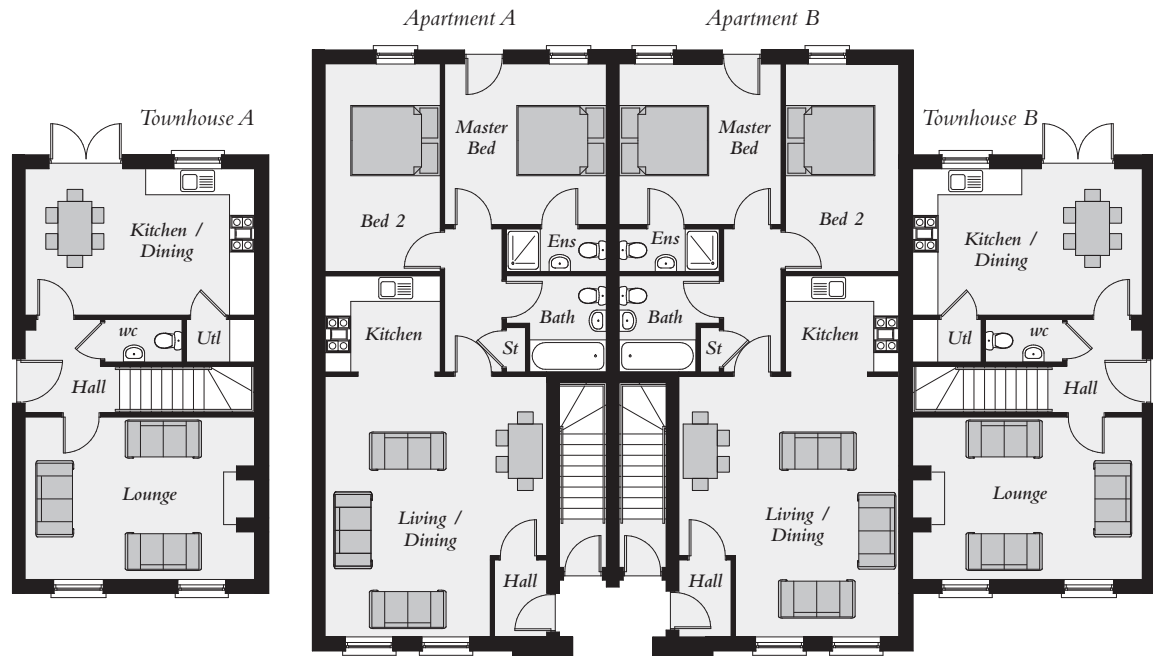 Apartment A
Apartment B
Townhouse A
Townhouse B
Kitchen /
Dining
wc
Utl
Hall
Lounge
Master
Bed
Bed 2
Ens
Bath
Kitchen
St
Living /
Dining
Hall
Master
Bed
Bed 2
Ens
Bath
Kitchen
St
Living /
Dining
Hall
Kitchen /
Dining
Utl
wc
Hall
Lounge